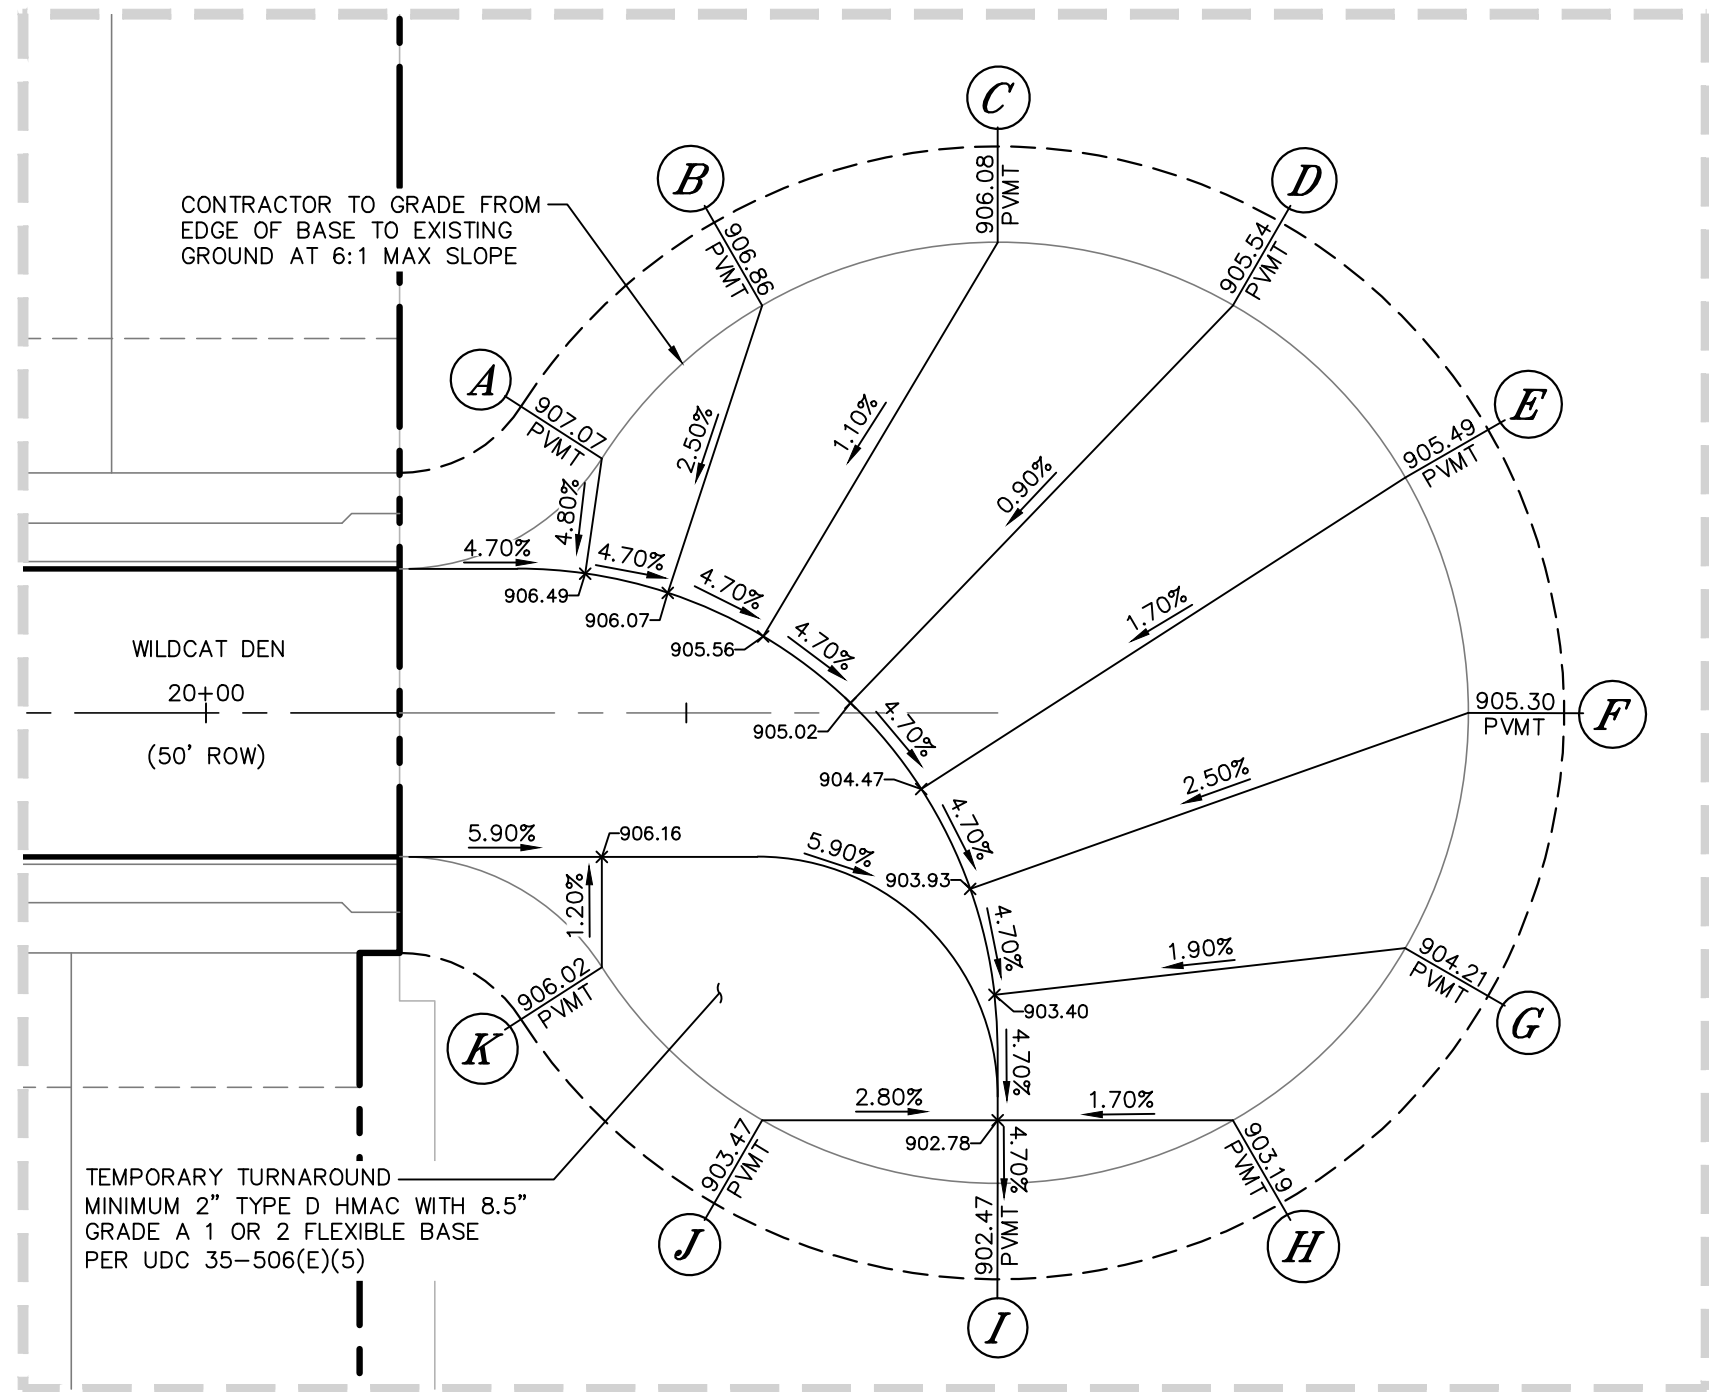 C
B
D
906.08
PVMT
CONTRACTOR TO GRADE FROM
EDGE OF BASE TO EXISTING
GROUND AT 6:1 MAX SLOPE
906.86
PVMT
905.54
PVMT
A
907.07
PVMT
E
905.49
PVMT
2.50%
1.10%
0.90%
4.80%
4.70%
4.70%
906.49
906.07
4.70%
905.56
4.70%
1.70%
WILDCAT DEN
20+00
(50' ROW)
905.02
4.70%
905.30
PVMT
F
904.47
2.50%
4.70%
5.90%
906.16
5.90%
903.93
1.20%
4.70%
1.90%
904.21
PVMT
G
906.02
PVMT
K
903.40
4.70%
2.80%
1.70%
902.78
4.70%
903.47
PVMT
J
903.19
PVMT
H
902.47
PVMT
I
TEMPORARY TURNAROUND
MINIMUM 2" TYPE D HMAC WITH 8.5"
GRADE A 1 OR 2 FLEXIBLE BASE
PER UDC 35-506(E)(5)